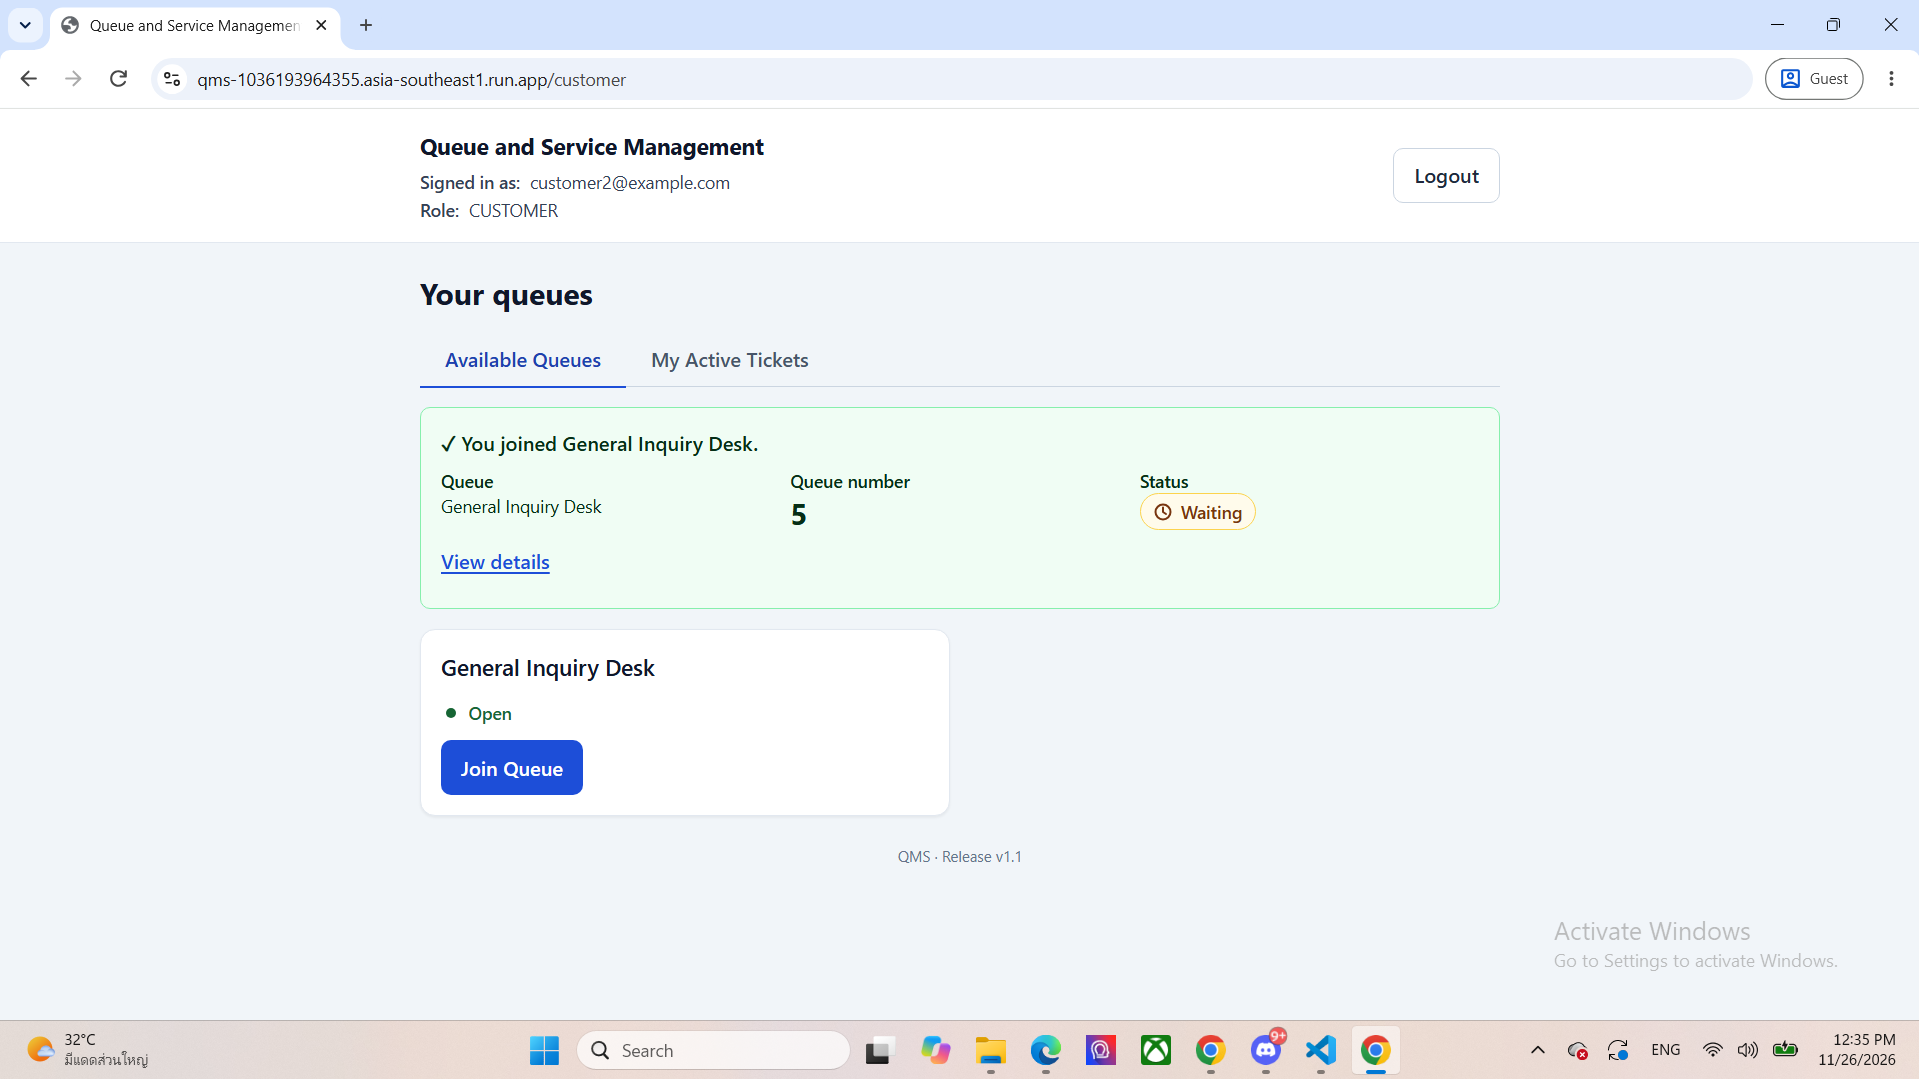 Queue and Service Managemen
qms-1036193964355.asia-southeast1.run.app/customer
Guest
Queue and Service Management
Signed in as: customer2@example.com
Role: CUSTOMER
Logout
Your queues
Available Queues
My Active Tickets
✓ You joined General Inquiry Desk.
Queue
General Inquiry Desk
Queue number
5
Status
Waiting
View details
General Inquiry Desk
Open
Join Queue
QMS · Release v1.1
Activate Windows
Go to Settings to activate Windows.
32°C
มีแดดส่วนใหญ่
Search
9+
ENG
12:35 PM
11/26/2026